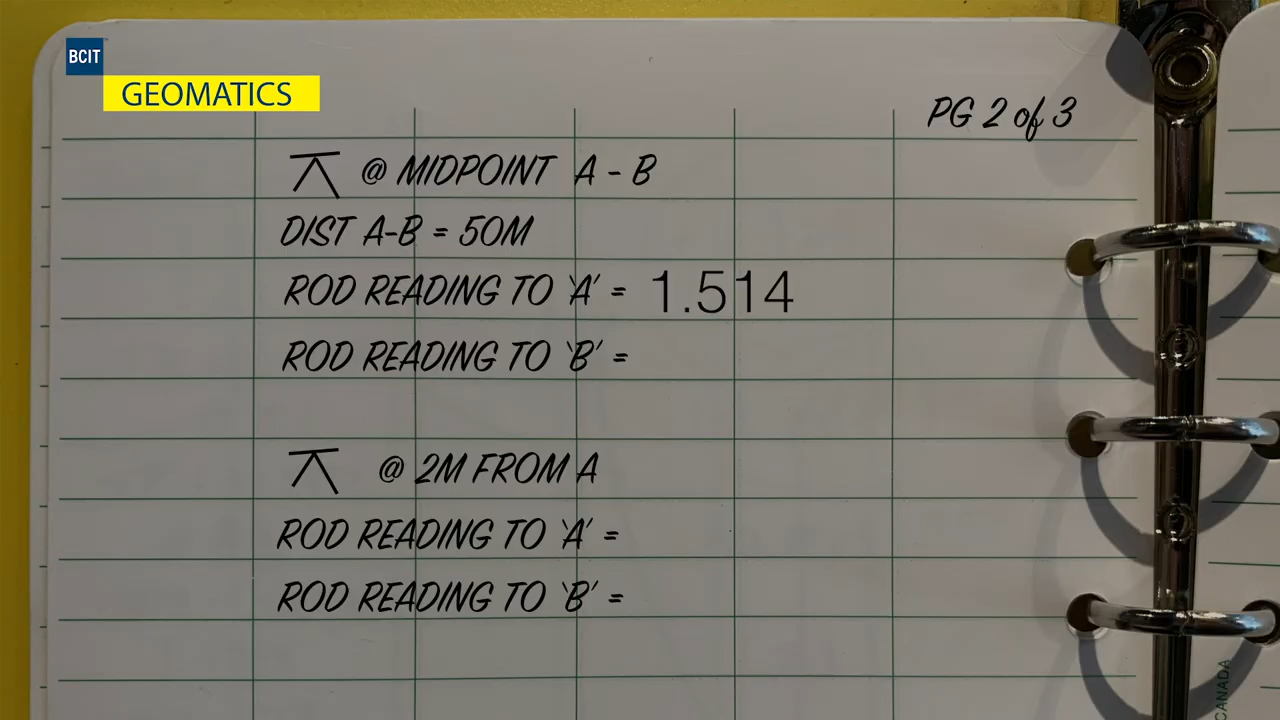 BCIT
GEOMATICS
PG 2 of 3
@ MIDPOINT A - B
DIST A-B = 50M
ROD READING TO 'A' = 1.514
ROD READING TO 'B' =
@ 2M FROM A
ROD READING TO 'A' =
ROD READING TO 'B' =
CANADA